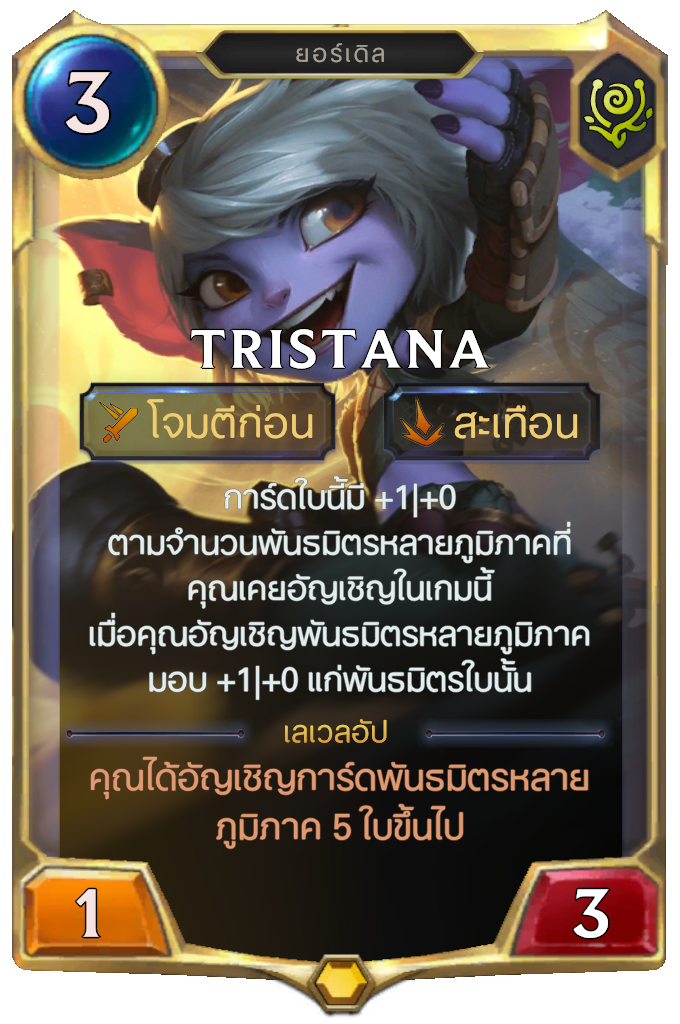 ยอร์เดิล
3
TRISTANA
โจมตีก่อน
สะเทือน
การ์ดใบนี้มี +1|+0
ตามจำนวนพันธมิตรหลายภูมิภาคที่
คุณเคยอัญเชิญในเกมนี้
เมื่อคุณอัญเชิญพันธมิตรหลายภูมิภาค
มอบ +1|+0 แก่พันธมิตรใบนั้น
เลเวลอัป
คุณได้อัญเชิญการ์ดพันธมิตรหลาย
ภูมิภาค 5 ใบขึ้นไป
1
3